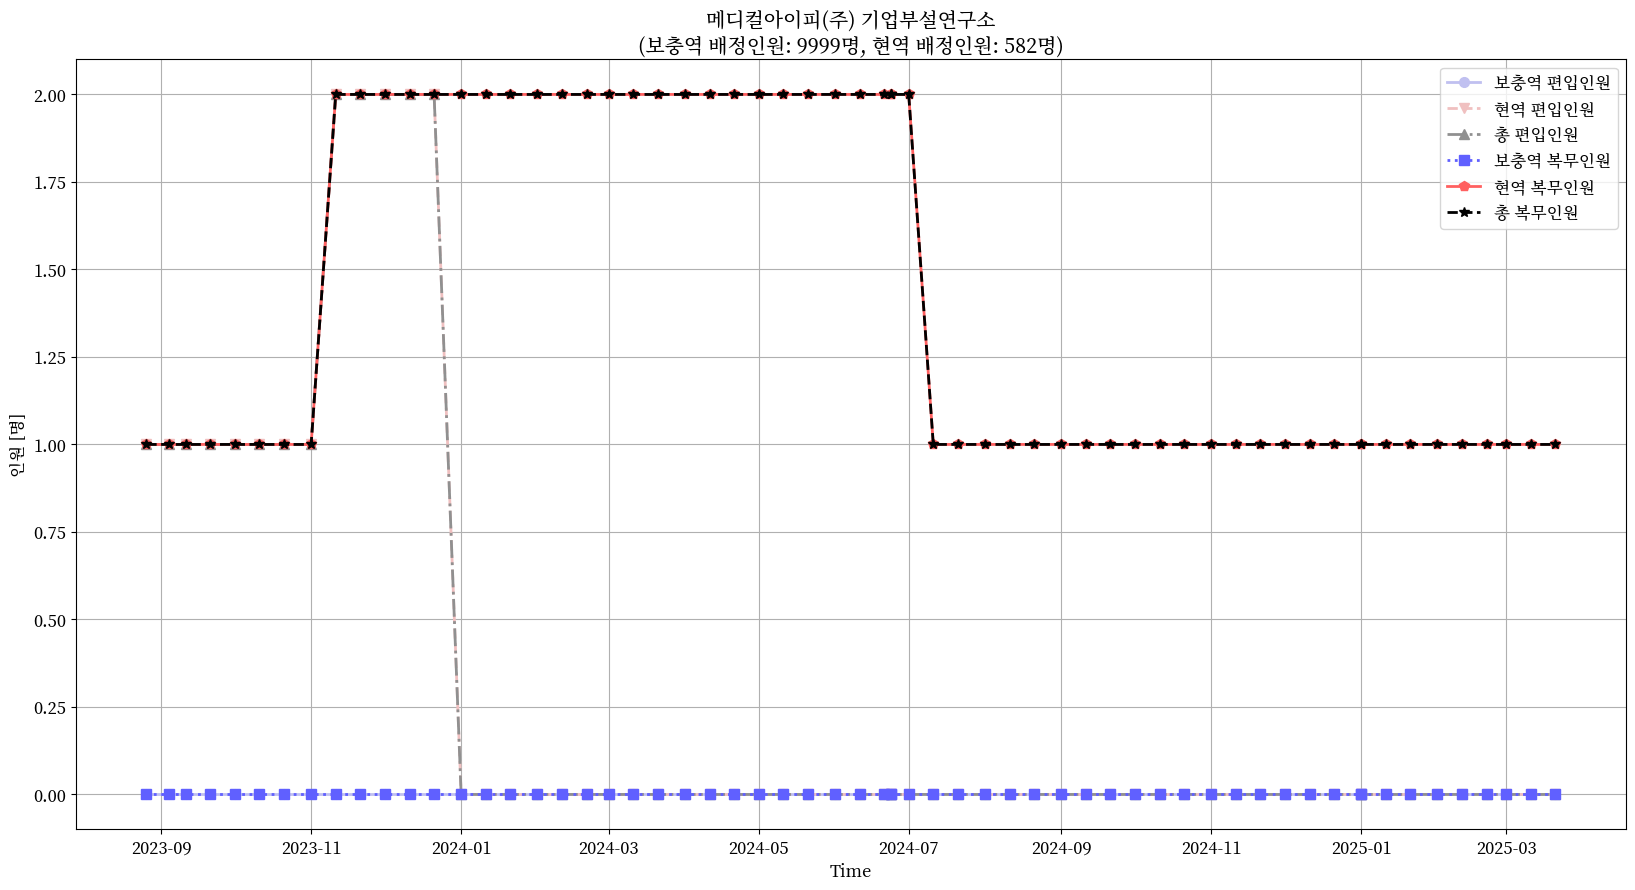 메디컬아이피(주) 기업부설연구소
(보충역 배정인원: 9999명, 현역 배정인원: 582명)
보충역 편입인원
현역 편입인원
총 편입인원
보충역 복무인원
현역 복무인원
총 복무인원
인원 [명]
2.00
1.75
1.50
1.25
1.00
0.75
0.50
0.25
0.00
2023-09
2023-11
2024-01
2024-03
2024-05
2024-07
2024-09
2024-11
2025-01
2025-03
Time